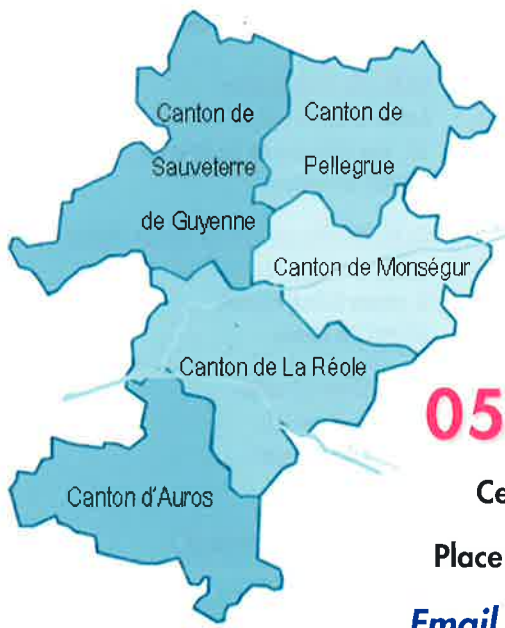 Canton de
Sauveterre
de Guyenne
Canton de
Pellegrue
Canton de Monségur
Canton de La Réole
Canton d'Auros
05
Ce
Place
Email